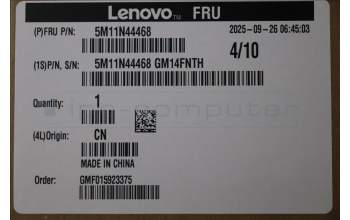 Lenovo™ FRU
(P)FRU P/N: 5M11N44468 2025-09-26 06:45:03
4/10
(1S)P/N, S/N: 5M11N44468 GM14FNTH
Quantity: 1
(4L)Origin: CN
MADE IN CHINA
Order: GMF015923375